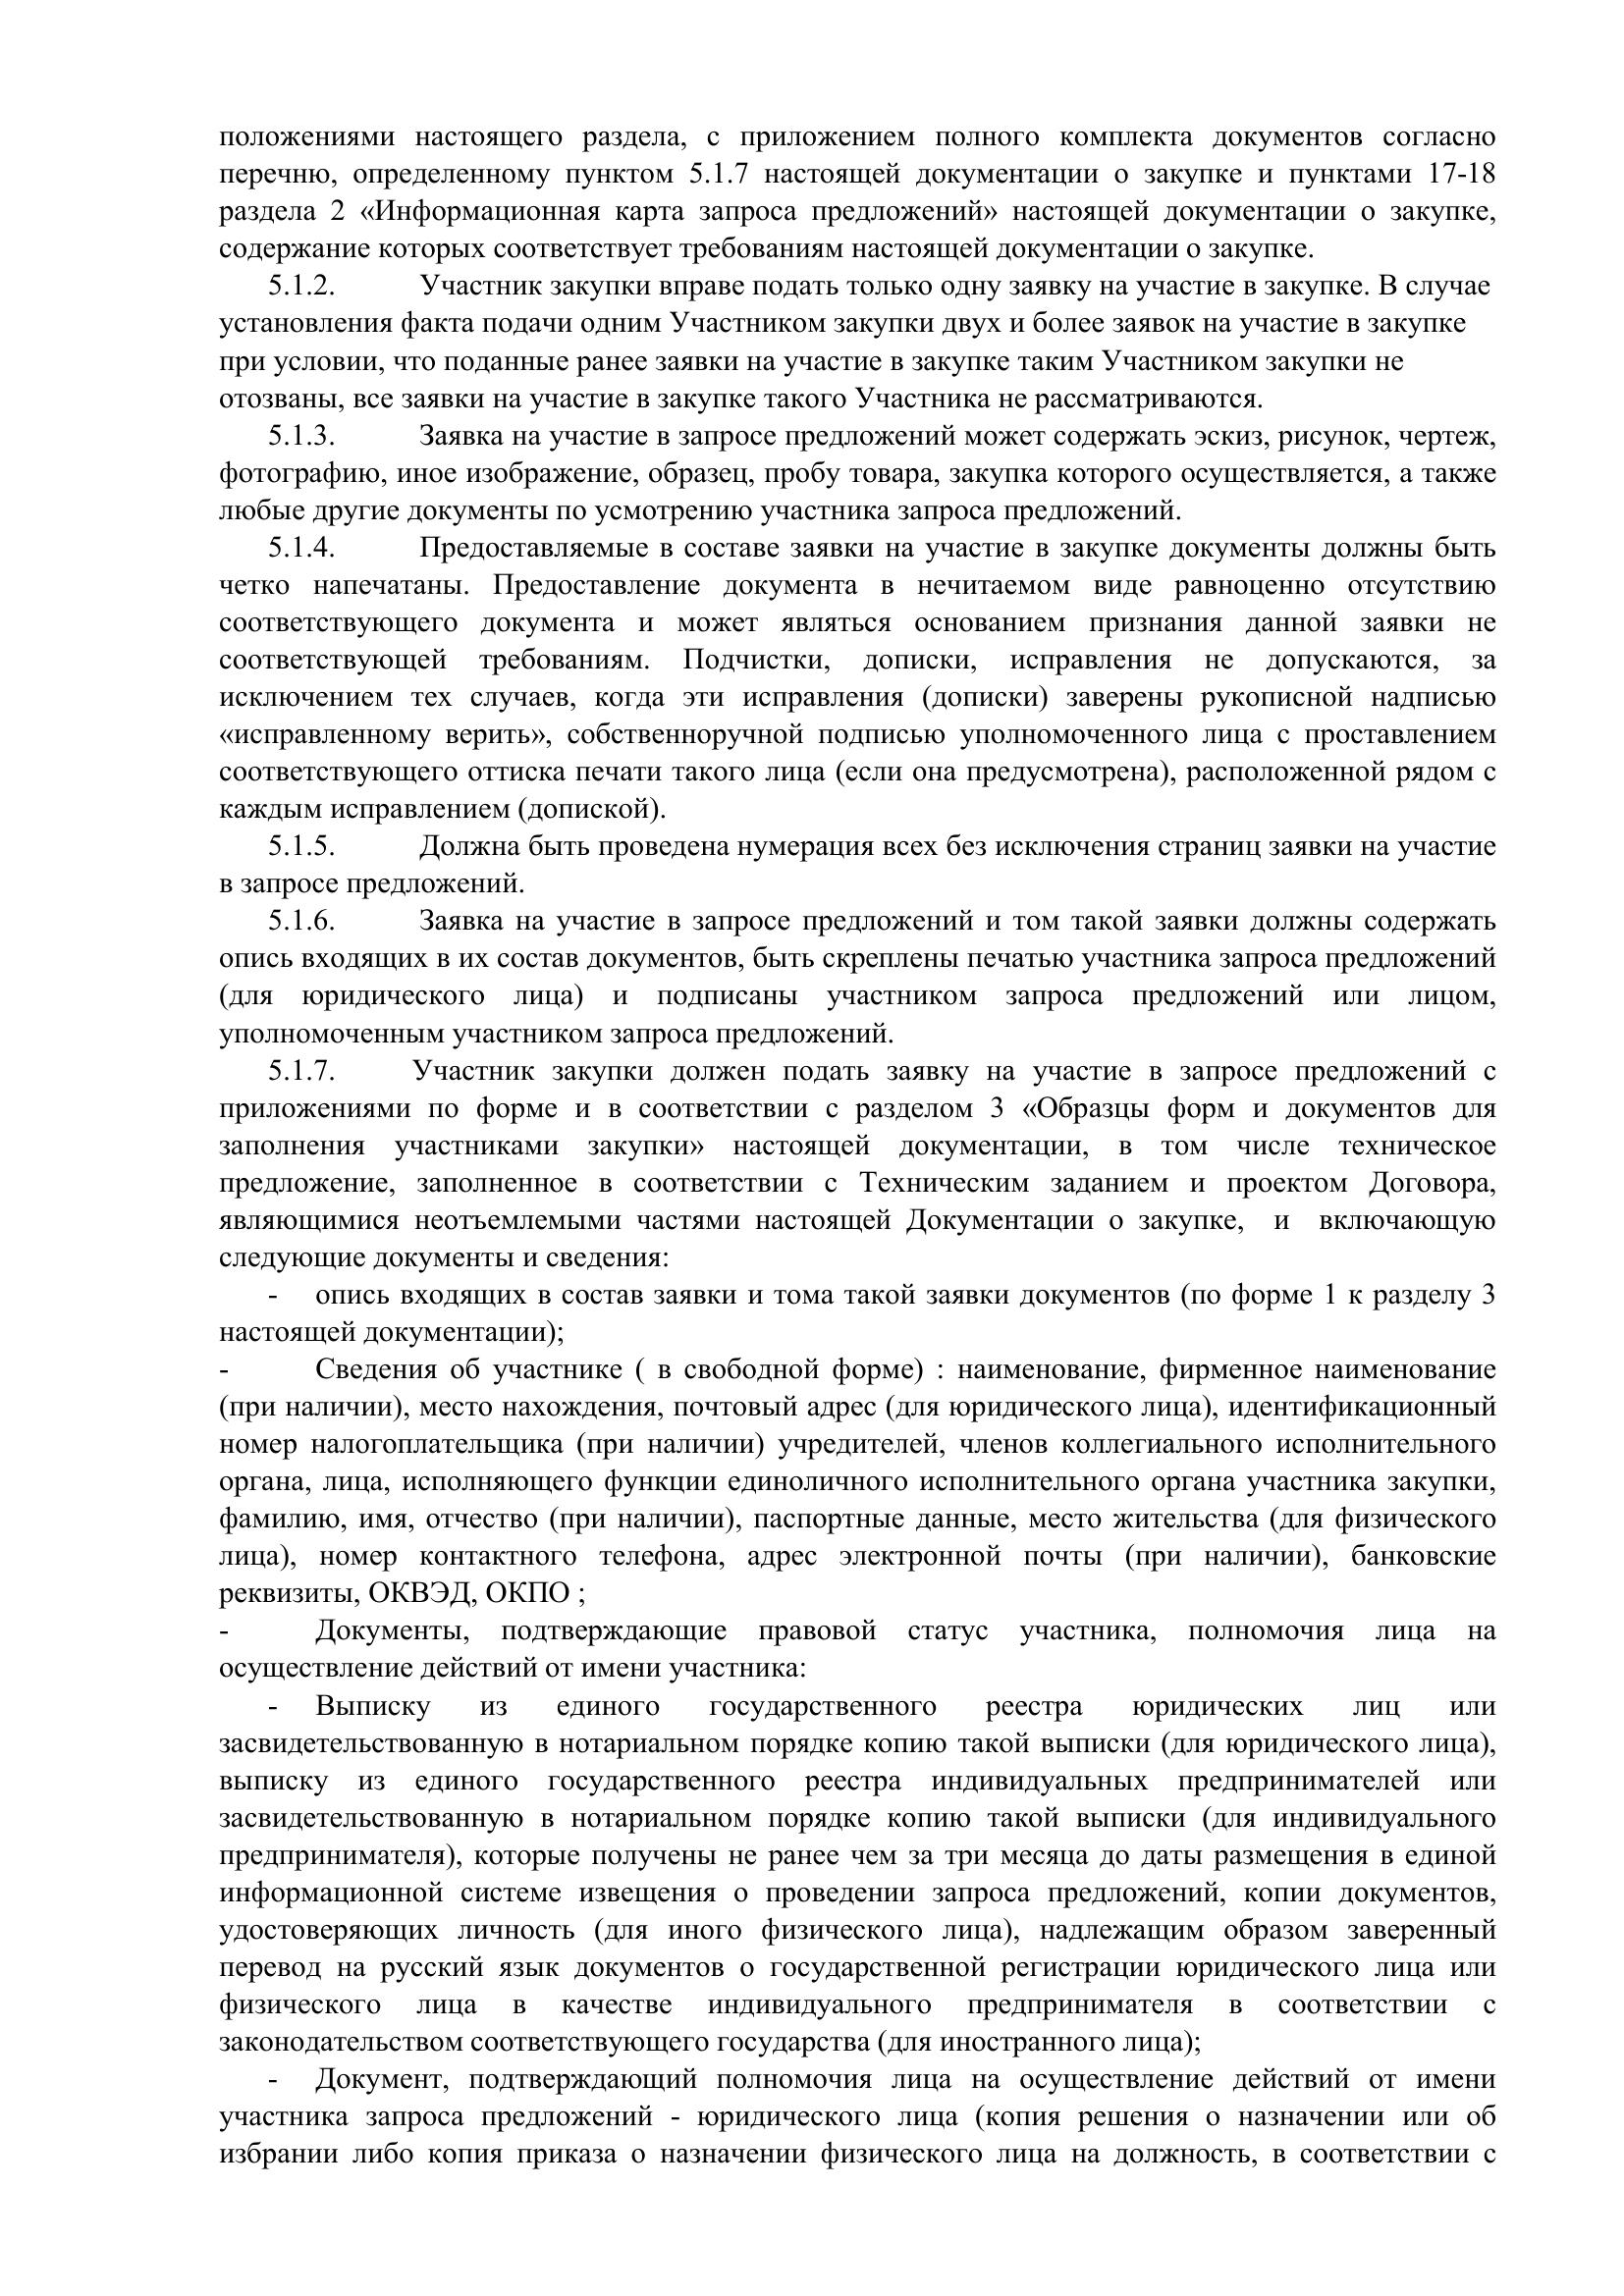 положениями настоящего раздела, с приложением полного комплекта документов согласно
перечню, определенному пунктом 5.1.7 настоящей документации о закупке и пунктами 17-18
раздела 2 «Информационная карта запроса предложений» настоящей документации о закупке,
содержание которых соответствует требованиям настоящей документации о закупке.
5.1.2. Участник закупки вправе подать только одну заявку на участие в закупке. В случае
установления факта подачи одним Участником закупки двух и более заявок на участие в закупке
при условии, что поданные ранее заявки на участие в закупке таким Участником закупки не
отозваны, все заявки на участие в закупке такого Участника не рассматриваются.
5.1.3. Заявка на участие в запросе предложений может содержать эскиз, рисунок, чертеж,
фотографию, иное изображение, образец, пробу товара, закупка которого осуществляется, а также
любые другие документы по усмотрению участника запроса предложений.
5.1.4. Предоставляемые в составе заявки на участие в закупке документы должны быть
четко напечатаны. Предоставление документа в нечитаемом виде равноценно отсутствию
соответствующего документа и может являться основанием признания данной заявки не
соответствующей требованиям. Подчистки, дописки, исправления не допускаются, за
исключением тех случаев, когда эти исправления (дописки) заверены рукописной надписью
«исправленному верить», собственноручной подписью уполномоченного лица с проставлением
соответствующего оттиска печати такого лица (если она предусмотрена), расположенной рядом с
каждым исправлением (допиской).
5.1.5. Должна быть проведена нумерация всех без исключения страниц заявки на участие
в запросе предложений.
5.1.6. Заявка на участие в запросе предложений и том такой заявки должны содержать
опись входящих в их состав документов, быть скреплены печатью участника запроса предложений
(для юридического лица) и подписаны участником запроса предложений или лицом,
уполномоченным участником запроса предложений.
5.1.7. Участник закупки должен подать заявку на участие в запросе предложений с
приложениями по форме и в соответствии с разделом 3 «Образцы форм и документов для
заполнения участниками закупки» настоящей документации, в том числе техническое
предложение, заполненное в соответствии с Техническим заданием и проектом Договора,
являющимися неотъемлемыми частями настоящей Документации о закупке, и включающую
следующие документы и сведения:
- опись входящих в состав заявки и тома такой заявки документов (по форме 1 к разделу 3
настоящей документации);
- Сведения об участнике ( в свободной форме) : наименование, фирменное наименование
(при наличии), место нахождения, почтовый адрес (для юридического лица), идентификационный
номер налогоплательщика (при наличии) учредителей, членов коллегиального исполнительного
органа, лица, исполняющего функции единоличного исполнительного органа участника закупки,
фамилию, имя, отчество (при наличии), паспортные данные, место жительства (для физического
лица), номер контактного телефона, адрес электронной почты (при наличии), банковские
реквизиты, ОКВЭД, ОКПО ;
- Документы, подтверждающие правовой статус участника, полномочия лица на
осуществление действий от имени участника:
- Выписку из единого государственного реестра юридических лиц или
засвидетельствованную в нотариальном порядке копию такой выписки (для юридического лица),
выписку из единого государственного реестра индивидуальных предпринимателей или
засвидетельствованную в нотариальном порядке копию такой выписки (для индивидуального
предпринимателя), которые получены не ранее чем за три месяца до даты размещения в единой
информационной системе извещения о проведении запроса предложений, копии документов,
удостоверяющих личность (для иного физического лица), надлежащим образом заверенный
перевод на русский язык документов о государственной регистрации юридического лица или
физического лица в качестве индивидуального предпринимателя в соответствии с
законодательством соответствующего государства (для иностранного лица);
- Документ, подтверждающий полномочия лица на осуществление действий от имени
участника запроса предложений - юридического лица (копия решения о назначении или об
избрании либо копия приказа о назначении физического лица на должность, в соответствии с